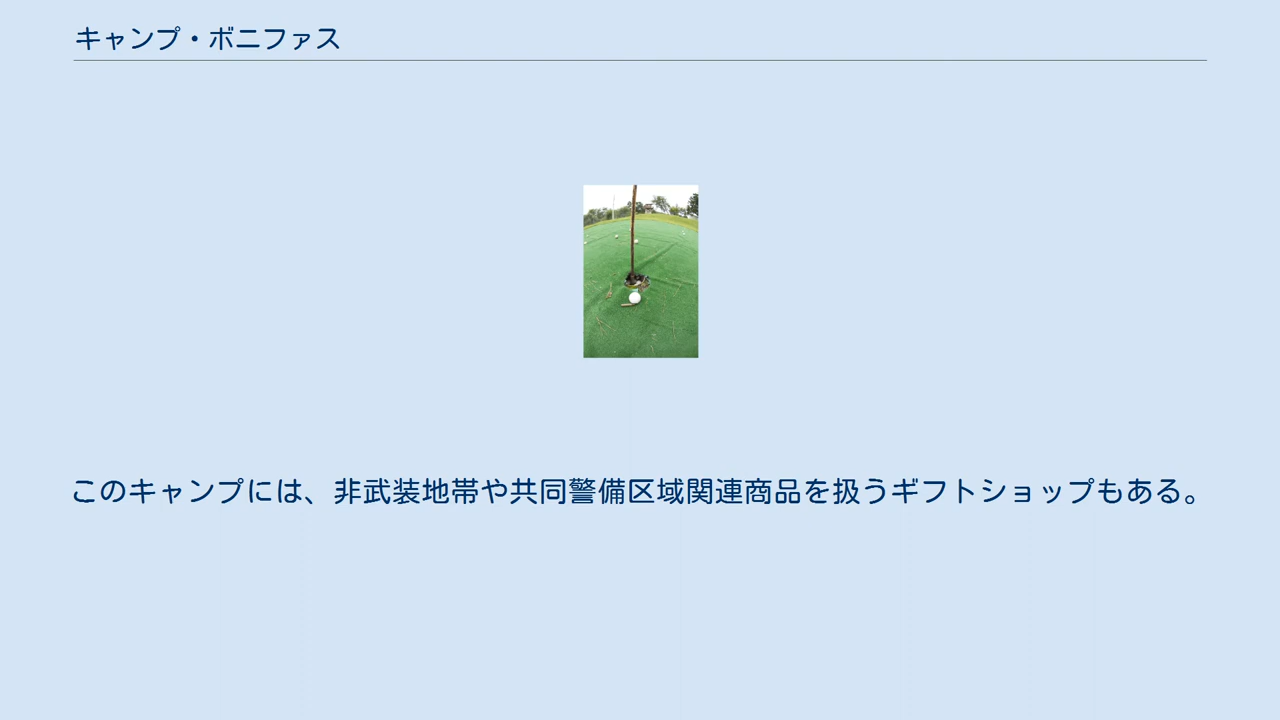 キャンプ・ボニファス
このキャンプには、非武装地帯や共同警備区域関連商品を扱うギフトショップもある。